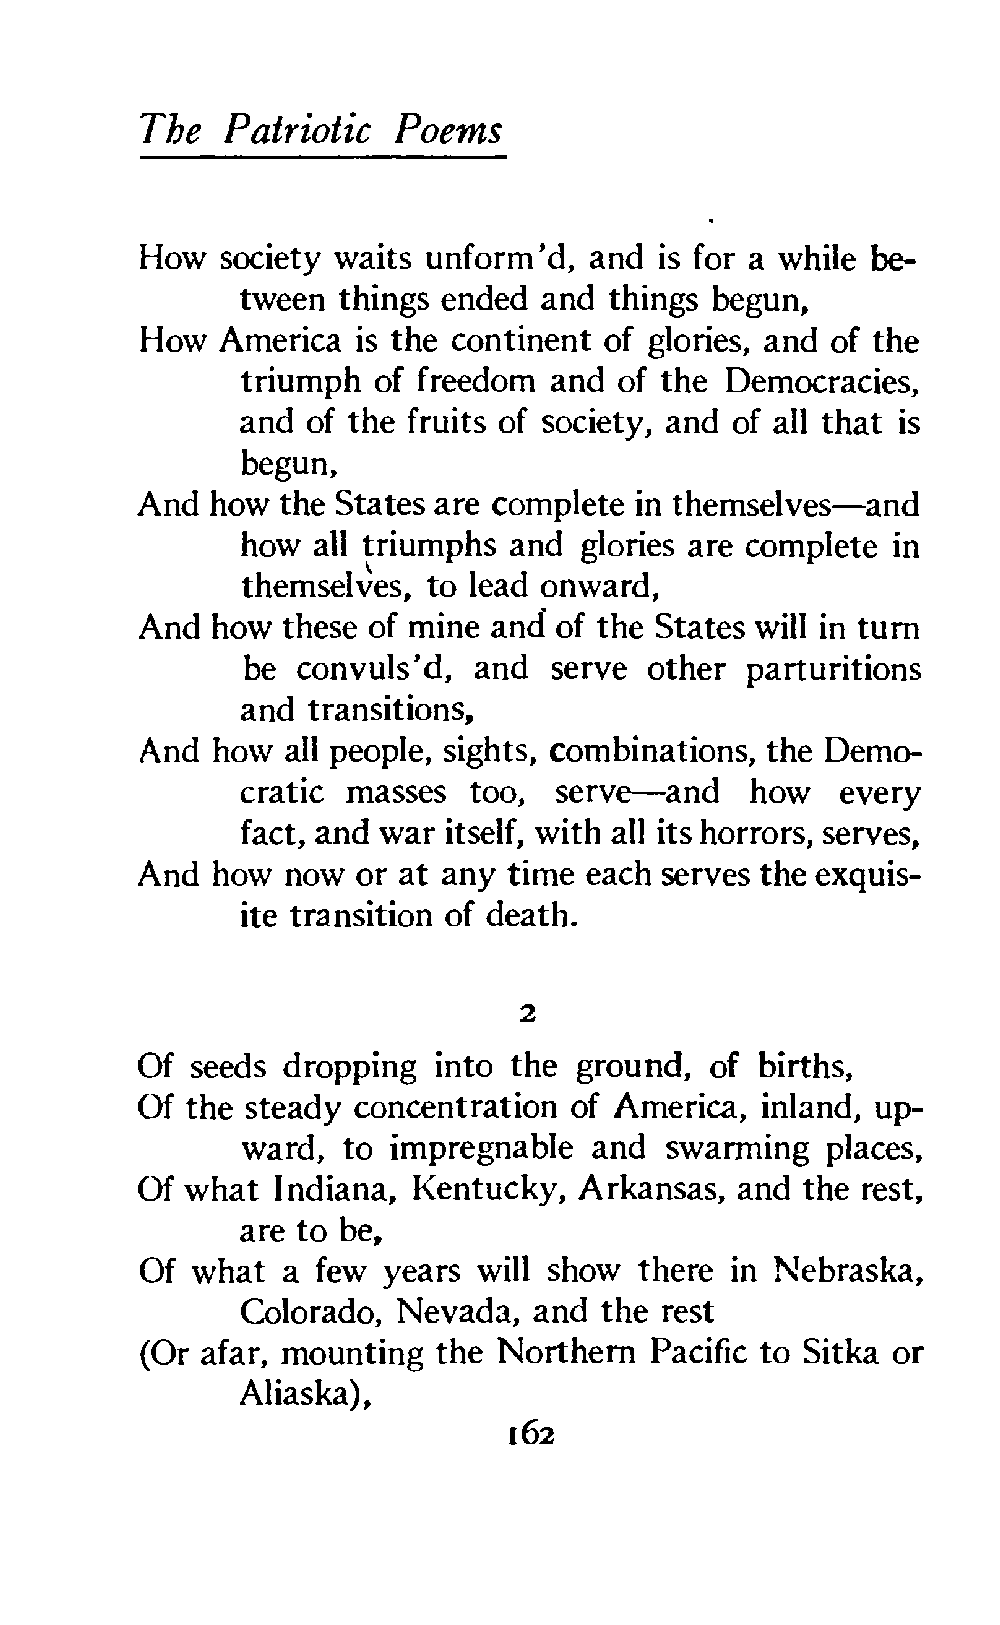 The Patriotic Poems
How society waits unform'd, and is for a while be-
tween things ended and things begun,
How America is the continent of glories, and of the
triumph of freedom and of the Democracies,
and of the fruits of society, and of all that is
begun,
And how the States are complete in themselves—and
how all triumphs and glories are complete in
themselves, to lead onward,
And how these of mine and of the States will in turn
be convuls'd, and serve other parturitions
and transitions,
And how all people, sights, combinations, the Demo-
cratic masses too, serve—and how every
fact, and war itself, with all its horrors, serves,
And how now or at any time each serves the exquis-
ite transition of death.
2
Of seeds dropping into the ground, of births,
Of the steady concentration of America, inland, up-
ward, to impregnable and swarming places,
Of what Indiana, Kentucky, Arkansas, and the rest,
are to be,
Of what a few years will show there in Nebraska,
Colorado, Nevada, and the rest
(Or afar, mounting the Northern Pacific to Sitka or
Aliaska),
162